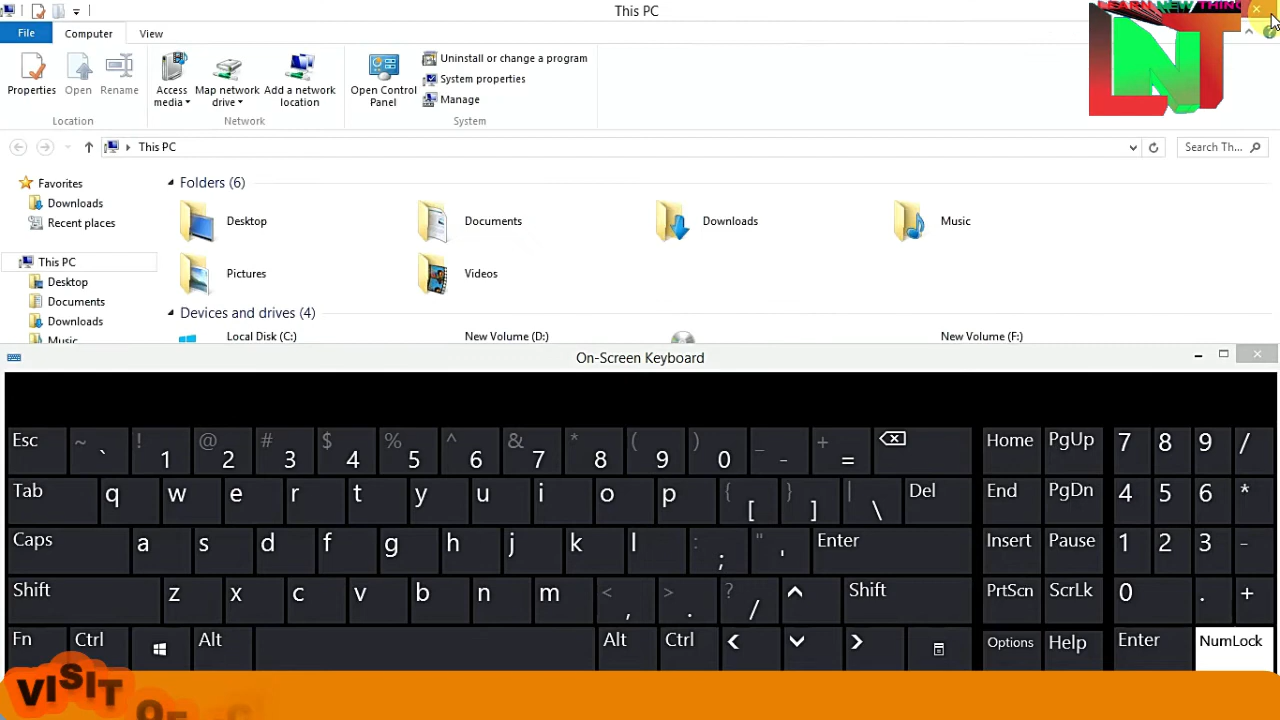 This PC
LEARN NEW THING
LNT
File Computer View
Properties Open Rename Access media Map network drive Add a network location Open Control Panel Uninstall or change a program
System properties
Manage
Location Network System
This PC Search Th...
Favorites
Downloads
Recent places
This PC
Desktop
Documents
Downloads
Music
Folders (6)
Desktop Documents Downloads Music
Pictures Videos
Devices and drives (4)
Local Disk (C:) New Volume (D:) New Volume (F:)
On-Screen Keyboard
Esc ~ ` ! 1 @ 2 # 3 $ 4 % 5 ^ 6 & 7 * 8 ( 9 ) 0 _ - + = Home PgUp 7 8 9 /
Tab q w e r t y u i o p { [ } ] | \ Del End PgDn 4 5 6 *
Caps a s d f g h j k l : ; " ' Enter Insert Pause 1 2 3 -
Shift z x c v b n m < , > . ? / Shift PrtScn ScrLk 0 . +
Fn Ctrl Alt Alt Ctrl Options Help Enter NumLock
VISIT